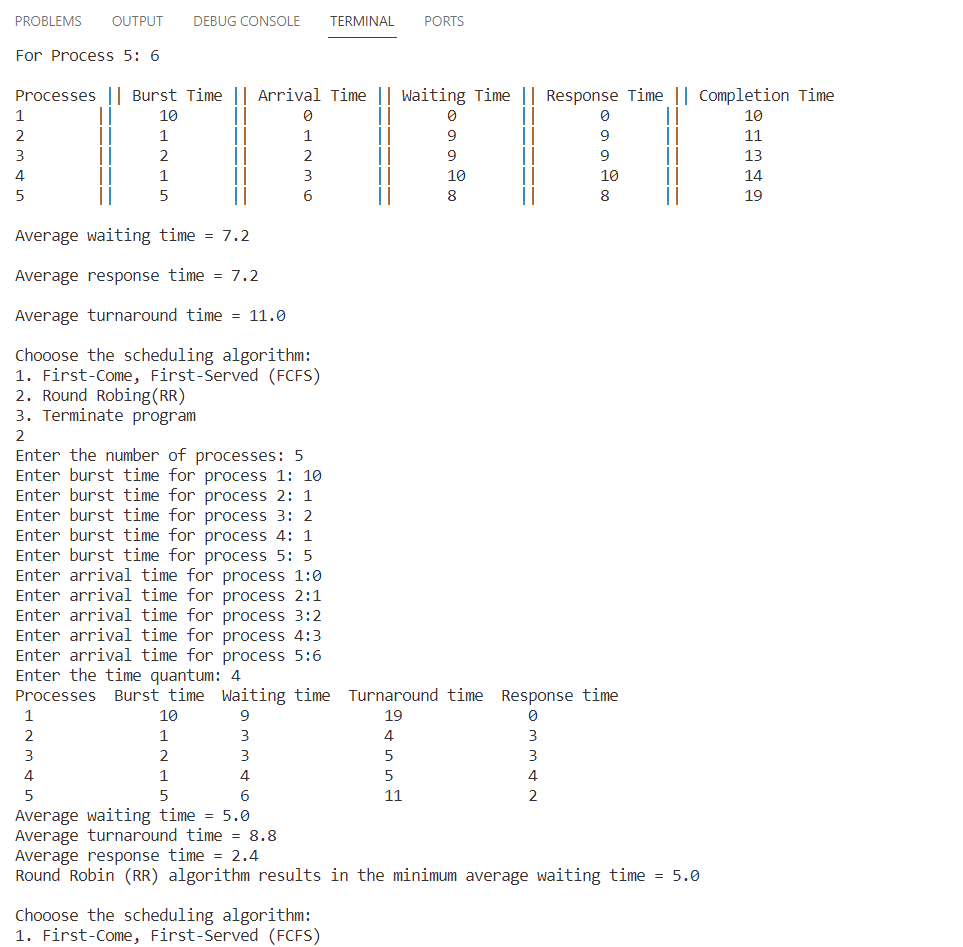 PROBLEMS OUTPUT DEBUG CONSOLE TERMINAL PORTS
For Process 5: 6
Processes || Burst Time || Arrival Time || Waiting Time || Response Time || Completion Time
1 || 10 || 0 || 0 || 0 || 10
2 || 1 || 1 || 9 || 9 || 11
3 || 2 || 2 || 9 || 9 || 13
4 || 1 || 3 || 10 || 10 || 14
5 || 5 || 6 || 8 || 8 || 19
Average waiting time = 7.2
Average response time = 7.2
Average turnaround time = 11.0
Chooose the scheduling algorithm:
1. First-Come, First-Served (FCFS)
2. Round Robing(RR)
3. Terminate program
2
Enter the number of processes: 5
Enter burst time for process 1: 10
Enter burst time for process 2: 1
Enter burst time for process 3: 2
Enter burst time for process 4: 1
Enter burst time for process 5: 5
Enter arrival time for process 1:0
Enter arrival time for process 2:1
Enter arrival time for process 3:2
Enter arrival time for process 4:3
Enter arrival time for process 5:6
Enter the time quantum: 4
Processes Burst time Waiting time Turnaround time Response time
1 10 9 19 0
2 1 3 4 3
3 2 3 5 3
4 1 4 5 4
5 5 6 11 2
Average waiting time = 5.0
Average turnaround time = 8.8
Average response time = 2.4
Round Robin (RR) algorithm results in the minimum average waiting time = 5.0
Chooose the scheduling algorithm:
1. First-Come, First-Served (FCFS)